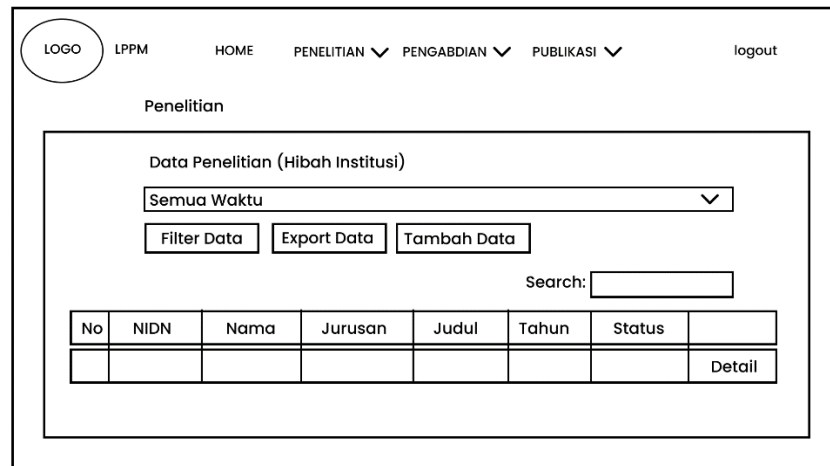 LOGO LPPM HOME PENELITIAN PENGABDIAN PUBLIKASI logout
Penelitian
Data Penelitian (Hibah Institusi)
Semua Waktu
Filter Data Export Data Tambah Data
Search:
No NIDN Nama Jurusan Judul Tahun Status
Detail